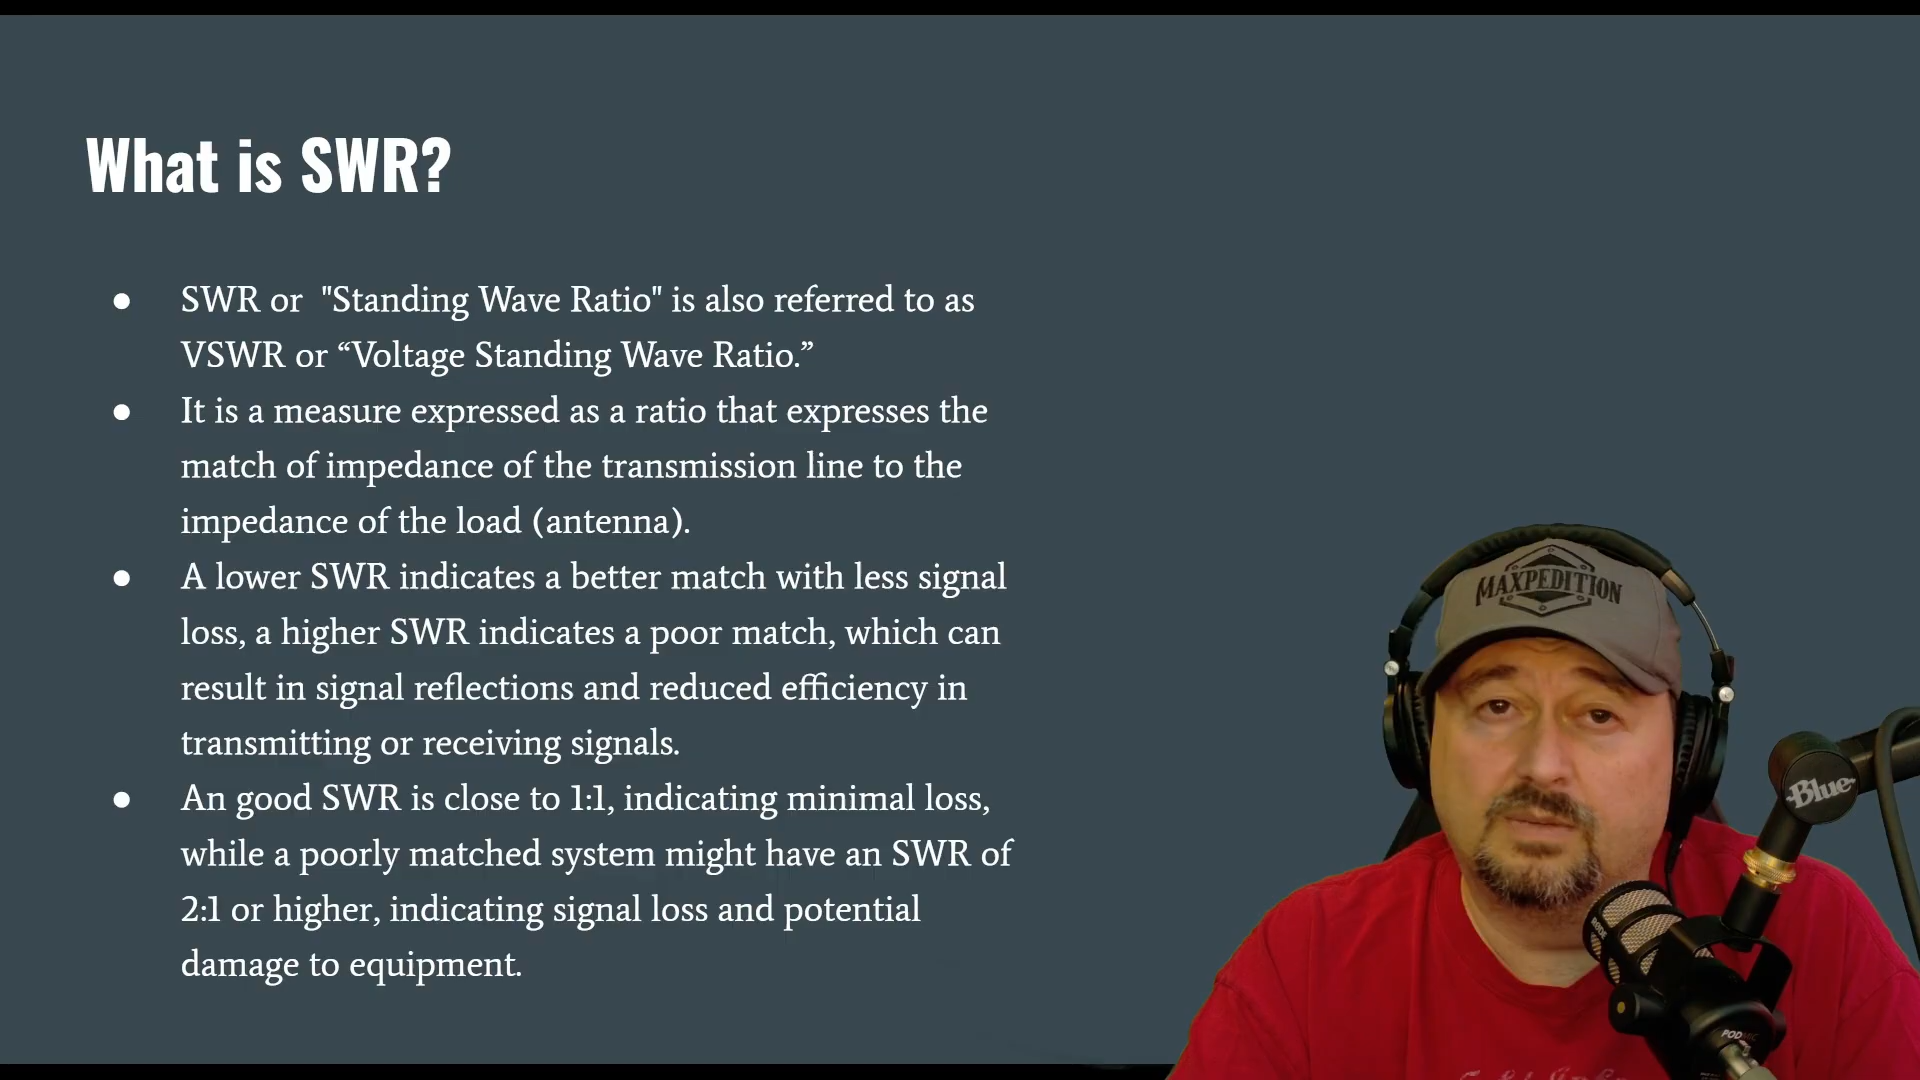 What is SWR?
● SWR or "Standing Wave Ratio" is also referred to as
VSWR or “Voltage Standing Wave Ratio.”
● It is a measure expressed as a ratio that expresses the
match of impedance of the transmission line to the
impedance of the load (antenna).
● A lower SWR indicates a better match with less signal
loss, a higher SWR indicates a poor match, which can
result in signal reflections and reduced efficiency in
transmitting or receiving signals.
● An good SWR is close to 1:1, indicating minimal loss,
while a poorly matched system might have an SWR of
2:1 or higher, indicating signal loss and potential
damage to equipment.
MAXPEDITION
Blue
RØDE
PODMIC